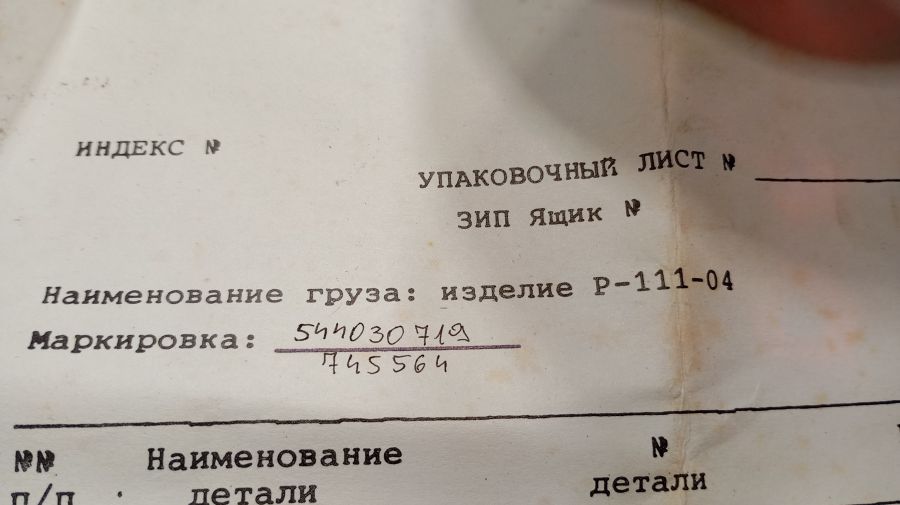 ИНДЕКС №
УПАКОВОЧНЫЙ ЛИСТ №
ЗИП Ящик №
Наименование груза: изделие Р-111-04
Маркировка: 544030719
745564
№№ Наименование №
п/п. детали детали